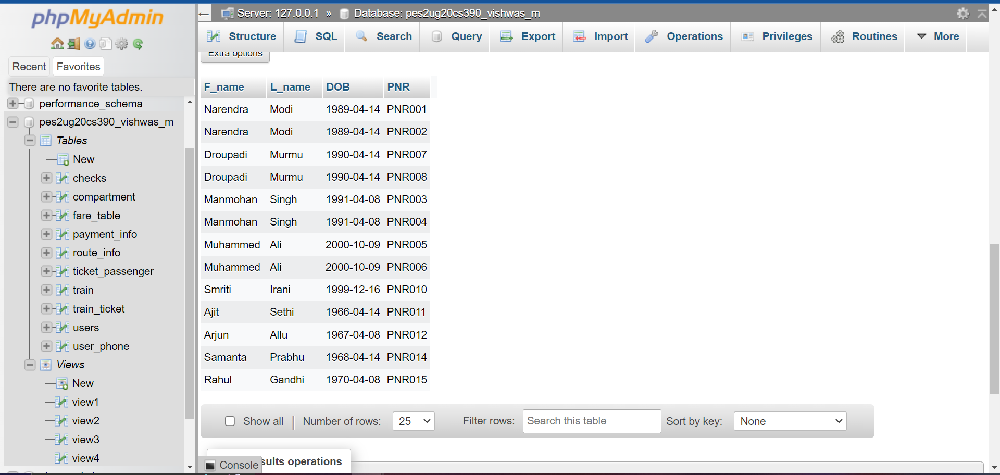 phpMyAdmin
Recent Favorites
There are no favorite tables.
performance_schema
pes2ug20cs390_vishwas_m
Tables
New
checks
compartment
fare_table
payment_info
route_info
ticket_passenger
train
train_ticket
users
user_phone
Views
New
view1
view2
view3
view4
Server: 127.0.0.1 » Database: pes2ug20cs390_vishwas_m
Structure SQL Search Query Export Import Operations Privileges Routines More
Extra options
F_name L_name DOB PNR
Narendra Modi 1989-04-14 PNR001
Narendra Modi 1989-04-14 PNR002
Droupadi Murmu 1990-04-14 PNR007
Droupadi Murmu 1990-04-14 PNR008
Manmohan Singh 1991-04-08 PNR003
Manmohan Singh 1991-04-08 PNR004
Muhammed Ali 2000-10-09 PNR005
Muhammed Ali 2000-10-09 PNR006
Smriti Irani 1999-12-16 PNR010
Ajit Sethi 1966-04-14 PNR011
Arjun Allu 1967-04-08 PNR012
Samanta Prabhu 1968-04-14 PNR014
Rahul Gandhi 1970-04-08 PNR015
Show all Number of rows: 25 Filter rows: Search this table Sort by key: None
sults operations
Console